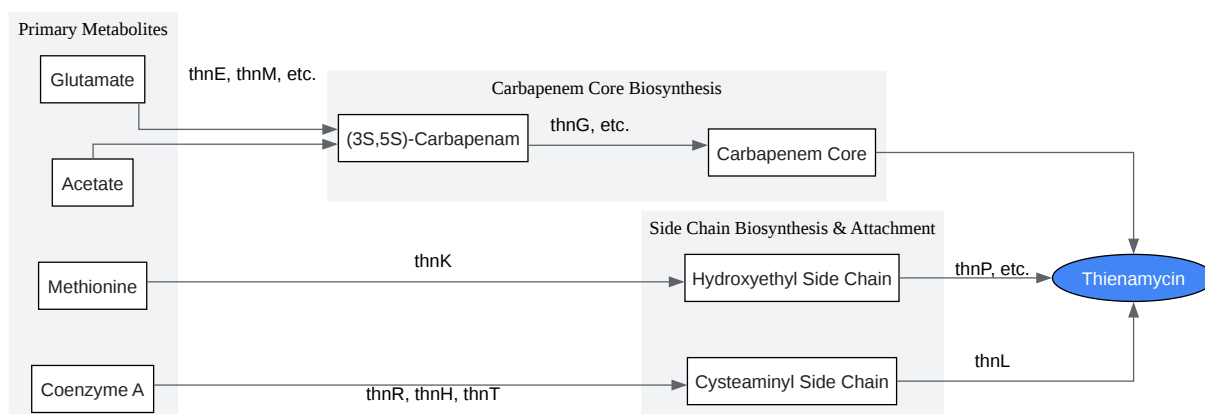 Primary Metabolites
Glutamate
thnE, thnM, etc.
Carbapenem Core Biosynthesis
(3S,5S)-Carbapenam
thnG, etc.
Carbapenem Core
Acetate
Side Chain Biosynthesis & Attachment
Methionine
thnK
Hydroxyethyl Side Chain
thnP, etc.
Thienamycin
Coenzyme A
thnR, thnH, thnT
Cysteaminyl Side Chain
thnL